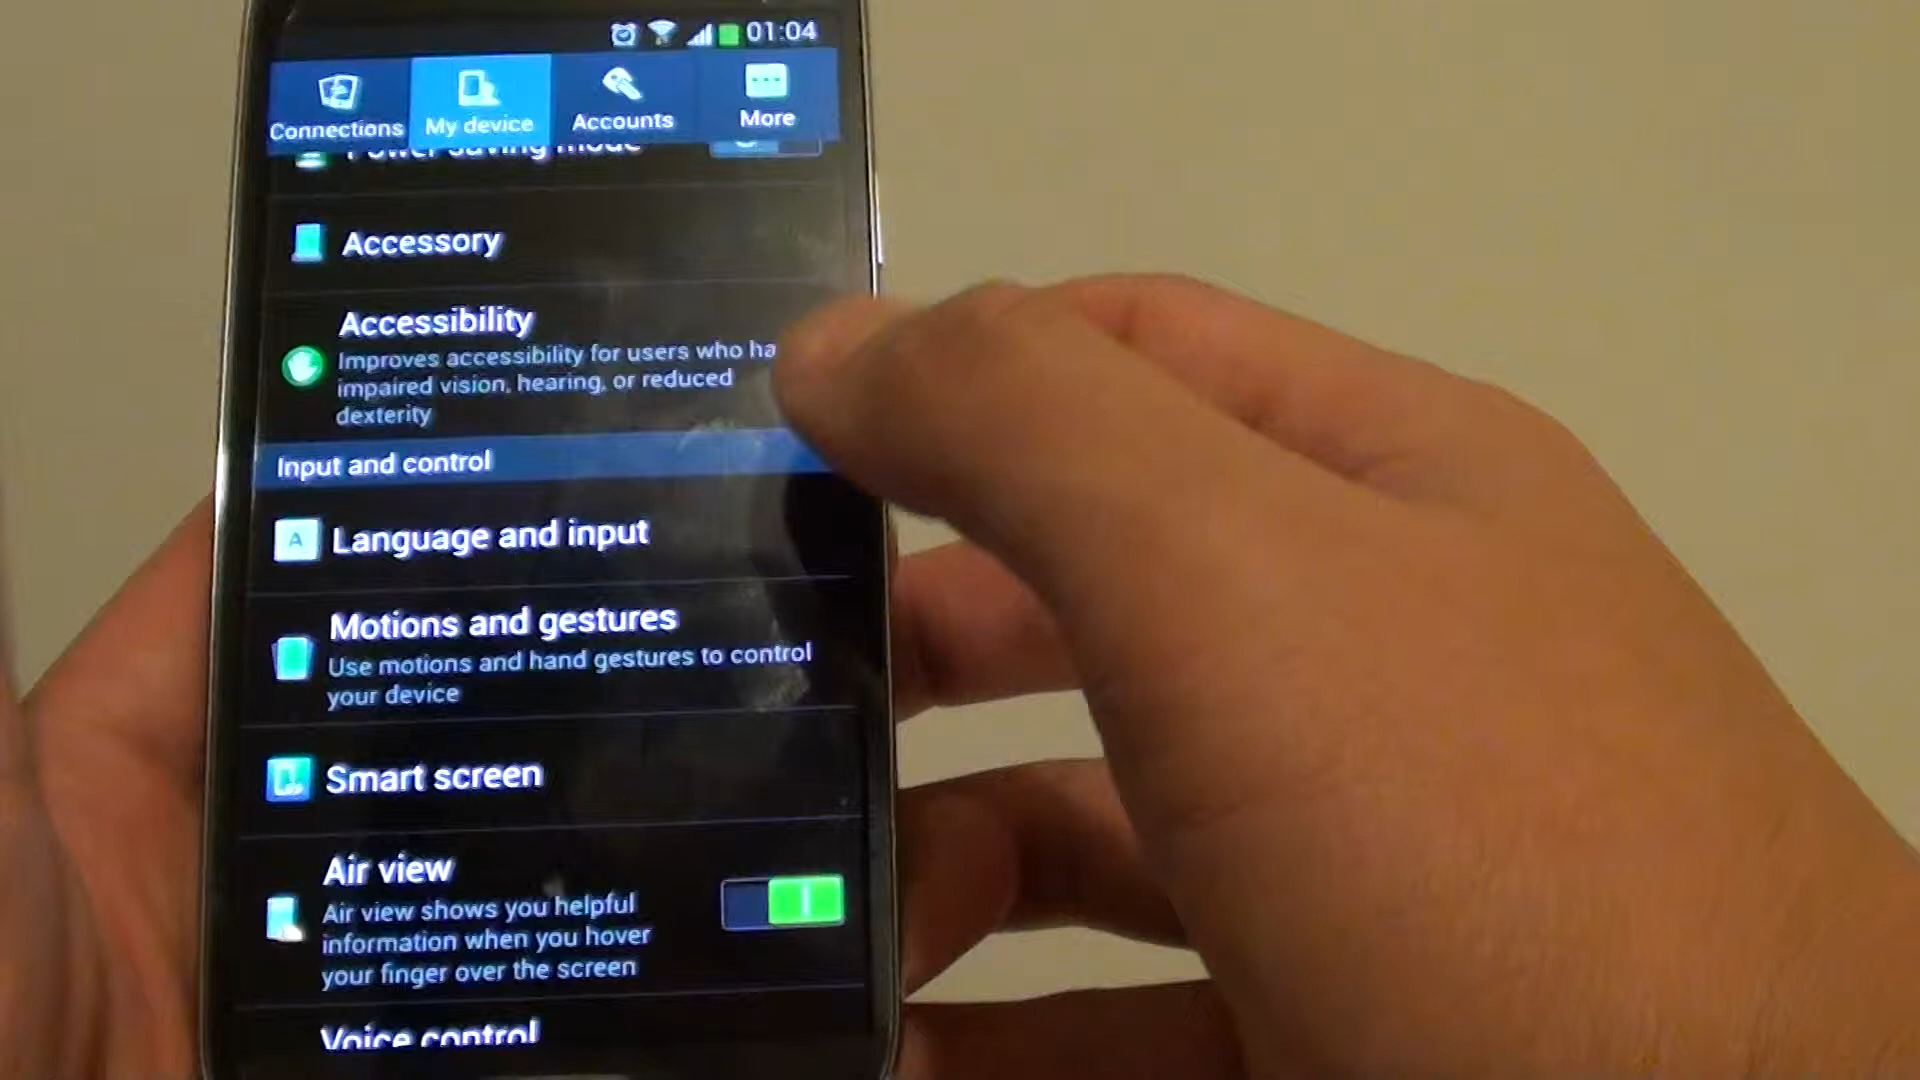 01:04
Connections My device Accounts More
Power saving mode
Accessory
Accessibility
Improves accessibility for users who ha
impaired vision, hearing, or reduced
dexterity
Input and control
A Language and input
Motions and gestures
Use motions and hand gestures to control
your device
Smart screen
Air view
Air view shows you helpful
information when you hover
your finger over the screen
Voice control